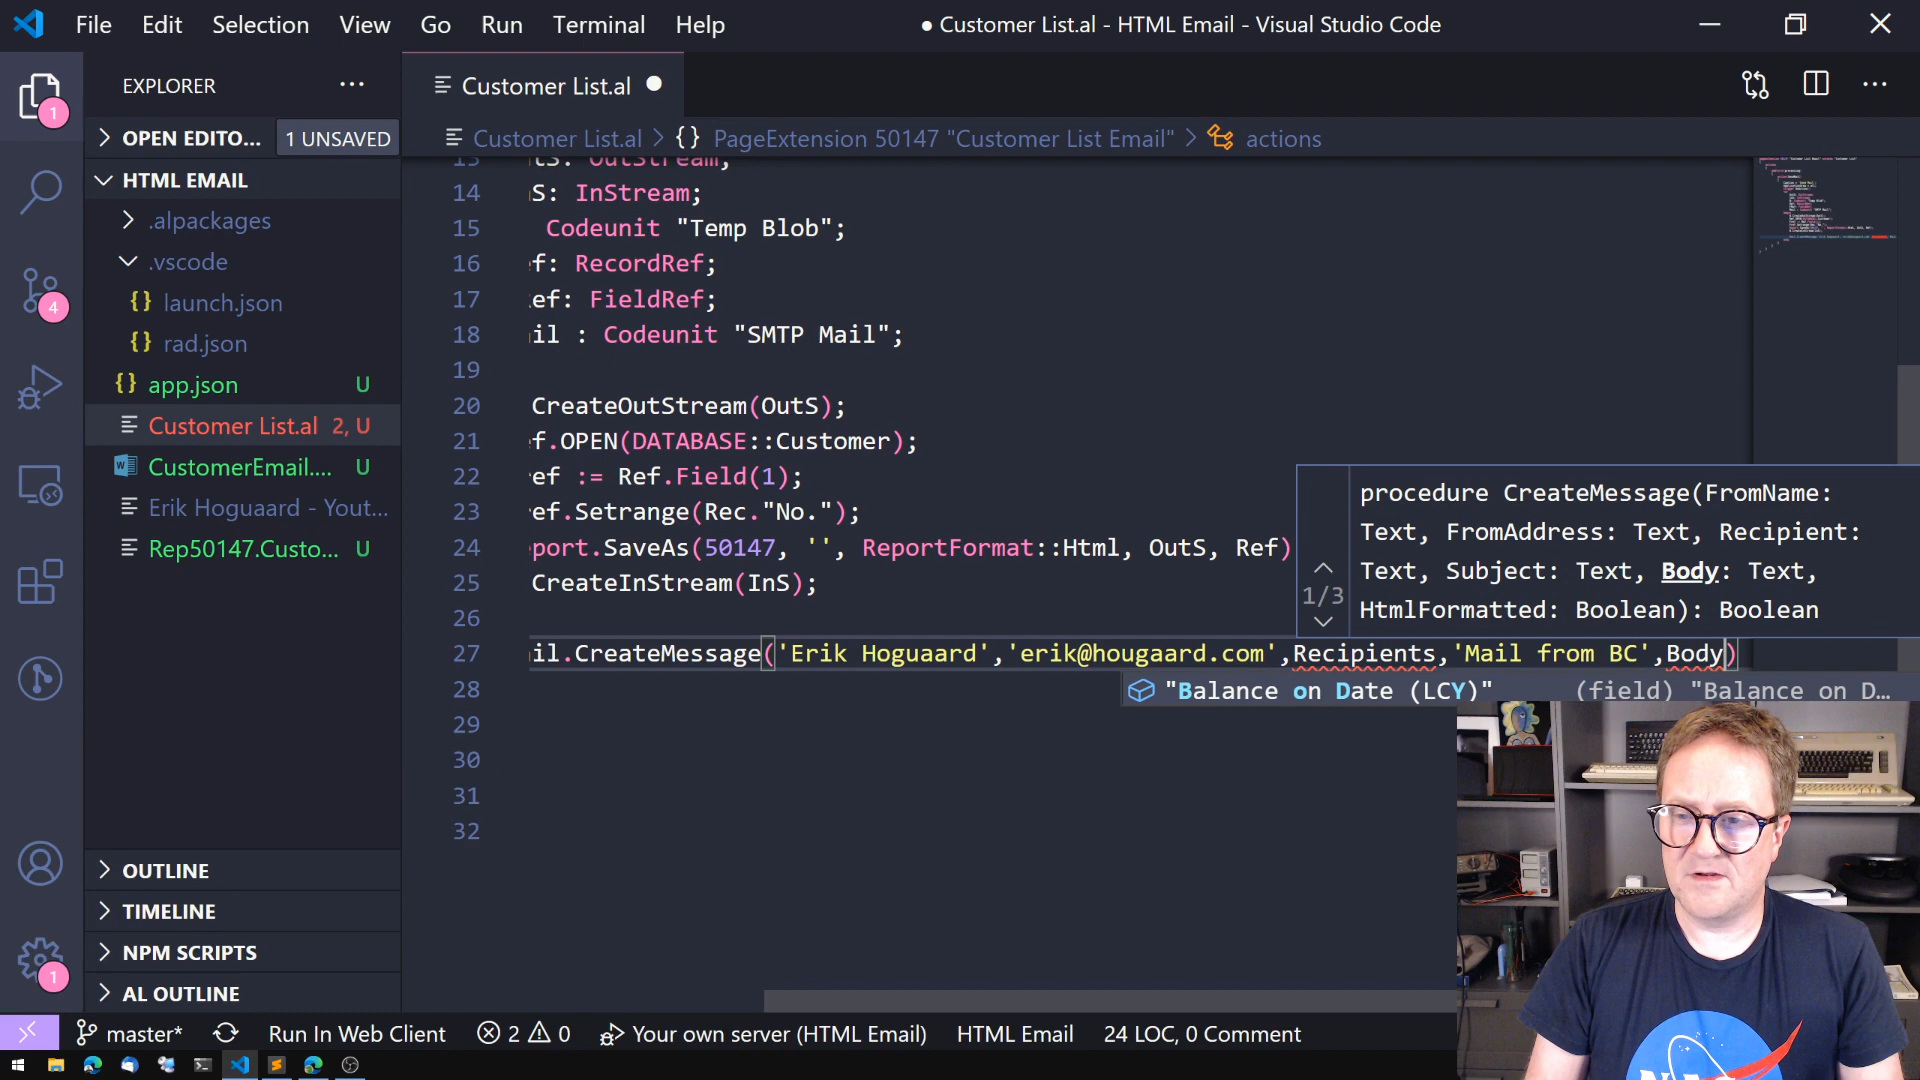 File Edit Selection View Go Run Terminal Help
● Customer List.al - HTML Email - Visual Studio Code
EXPLORER
Customer List.al
OPEN EDITO... 1 UNSAVED
Customer List.al > {} PageExtension 50147 "Customer List Email" > actions
HTML EMAIL
.alpackages
.vscode
{} launch.json
{} rad.json
{} app.json U
Customer List.al 2, U
CustomerEmail.... U
Erik Hoguaard - Yout...
Rep50147.Custo... U
OUTLINE
TIMELINE
NPM SCRIPTS
AL OUTLINE
1
4
1
13 tS: OutStream;
14 S: InStream;
15 Codeunit "Temp Blob";
16 ef: RecordRef;
17 ef: FieldRef;
18 il : Codeunit "SMTP Mail";
19
20 CreateOutStream(OutS);
21 f.OPEN(DATABASE::Customer);
22 ef := Ref.Field(1);
23 ef.Setrange(Rec."No.");
24 port.SaveAs(50147, '', ReportFormat::Html, OutS, Ref)
25 CreateInStream(InS);
26
27 il.CreateMessage('Erik Hoguaard','erik@hougaard.com',Recipients,'Mail from BC',Body)
28
29
30
31
32
procedure CreateMessage(FromName:
Text, FromAddress: Text, Recipient:
1/3 Text, Subject: Text, Body: Text,
HtmlFormatted: Boolean): Boolean
"Balance on Date (LCY)" (field) "Balance on D...
master* Run In Web Client 2 0 Your own server (HTML Email) HTML Email 24 LOC, 0 Comment